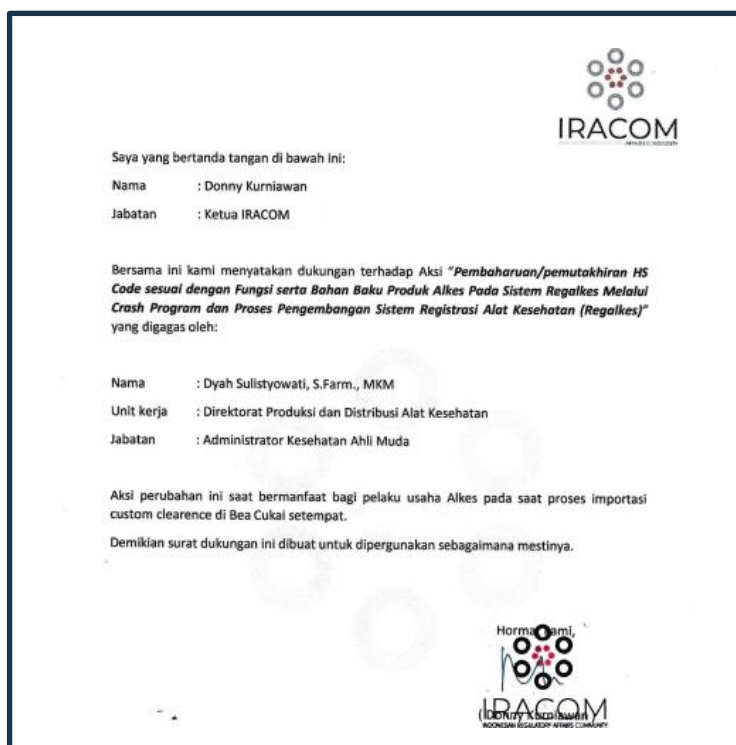 IRACOM
Saya yang bertanda tangan di bawah ini:
Nama : Donny Kurniawan
Jabatan : Ketua IRACOM
Bersama ini kami menyatakan dukungan terhadap Aksi "Pembaharuan/pemutakhiran HS
Code sesuai dengan Fungsi serta Bahan Baku Produk Alkes Pada Sistem Regalkes Melalui
Crash Program dan Proses Pengembangan Sistem Registrasi Alat Kesehatan (Regalkes)"
yang digagas oleh:
Nama : Dyah Sulistyowati, S.Farm., MKM
Unit kerja : Direktorat Produksi dan Distribusi Alat Kesehatan
Jabatan : Administrator Kesehatan Ahli Muda
Aksi perubahan ini saat bermanfaat bagi pelaku usaha Alkes pada saat proses importasi
custom clearence di Bea Cukai setempat.
Demikian surat dukungan ini dibuat untuk dipergunakan sebagaimana mestinya.
Hormat kami,
IRACOM
(Donny Kurniawan)
INDONESIAN REGULATORY AFFAIRS COMMUNITY